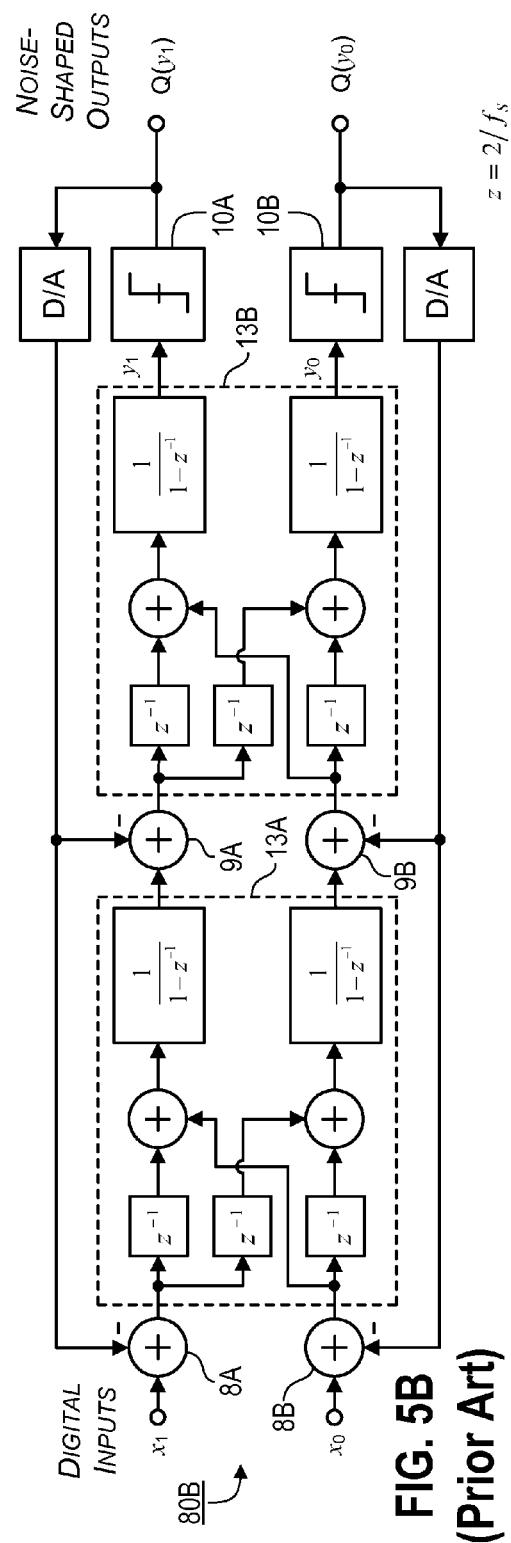 DIGITAL
INPUTS
NOISE-
SHAPED
OUTPUTS
D/A
x₁
−
+
8A
z⁻¹
z⁻¹
+
1
1−z⁻¹
−
+
9A
z⁻¹
z⁻¹
+
1
1−z⁻¹
y₁
10A
Q(y₁)
13A
13B
x₀
+
−
8B
z⁻¹
+
1
1−z⁻¹
+
−
9B
z⁻¹
+
1
1−z⁻¹
y₀
10B
Q(y₀)
D/A
80B
z = 2/fS
FIG. 5B
(Prior Art)